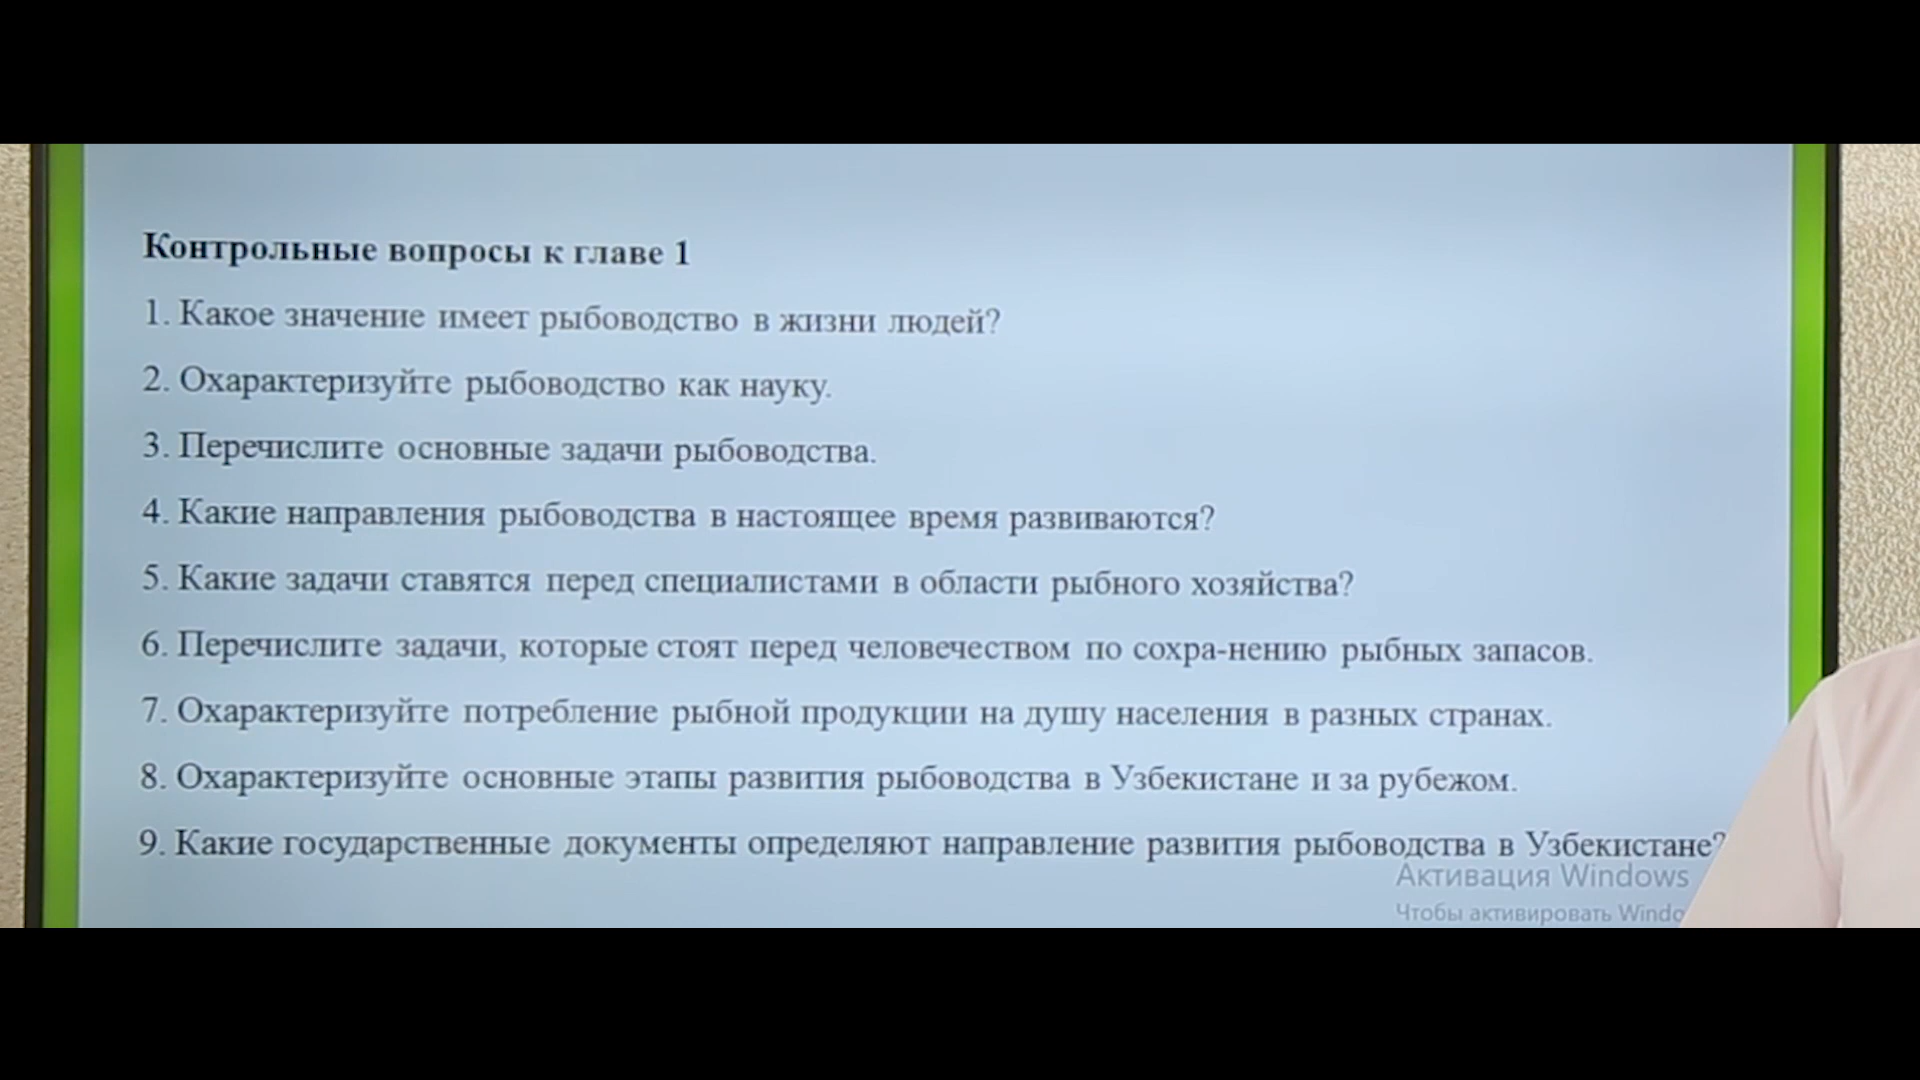 Контрольные вопросы к главе 1
1. Какое значение имеет рыбоводство в жизни людей?
2. Охарактеризуйте рыбоводство как науку.
3. Перечислите основные задачи рыбоводства.
4. Какие направления рыбоводства в настоящее время развиваются?
5. Какие задачи ставятся перед специалистами в области рыбного хозяйства?
6. Перечислите задачи, которые стоят перед человечеством по сохра-нению рыбных запасов.
7. Охарактеризуйте потребление рыбной продукции на душу населения в разных странах.
8. Охарактеризуйте основные этапы развития рыбоводства в Узбекистане и за рубежом.
9. Какие государственные документы определяют направление развития рыбоводства в Узбекистане?
Активация Windows
Чтобы активировать Windo